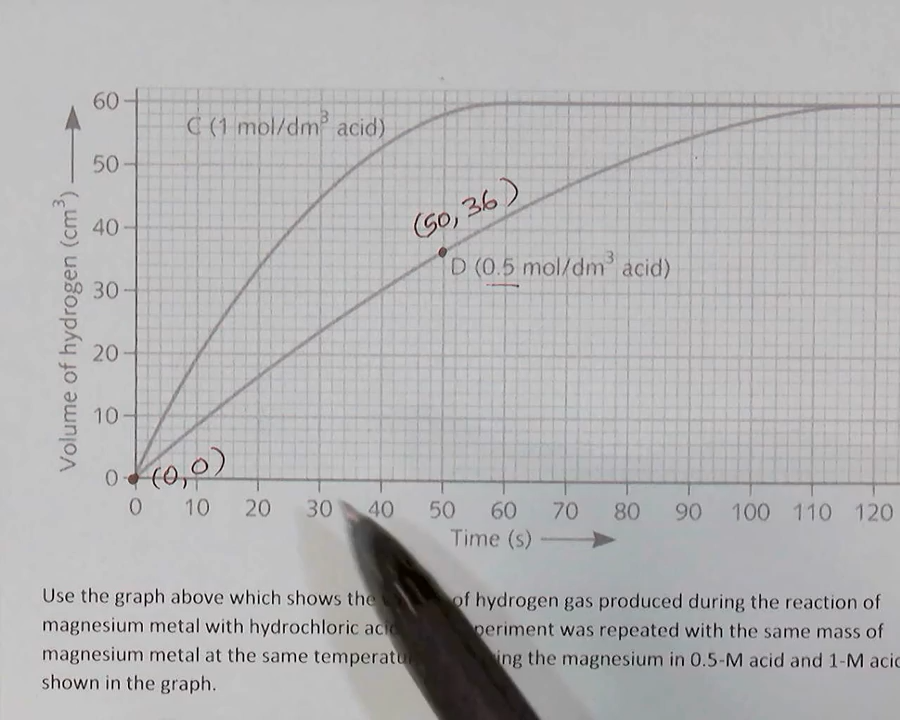 60
C (1 mol/dm³ acid)
50
(50, 36)
40
D (0.5 mol/dm³ acid)
30
20
10
0
(0,0)
Volume of hydrogen (cm³)
0 10 20 30 40 50 60 70 80 90 100 110 120
Time (s)
Use the graph above which shows the of hydrogen gas produced during the reaction of
magnesium metal with hydrochloric periment was repeated with the same mass of
magnesium metal at the same ing the magnesium in 0.5-M acid and 1-M
shown in the graph.